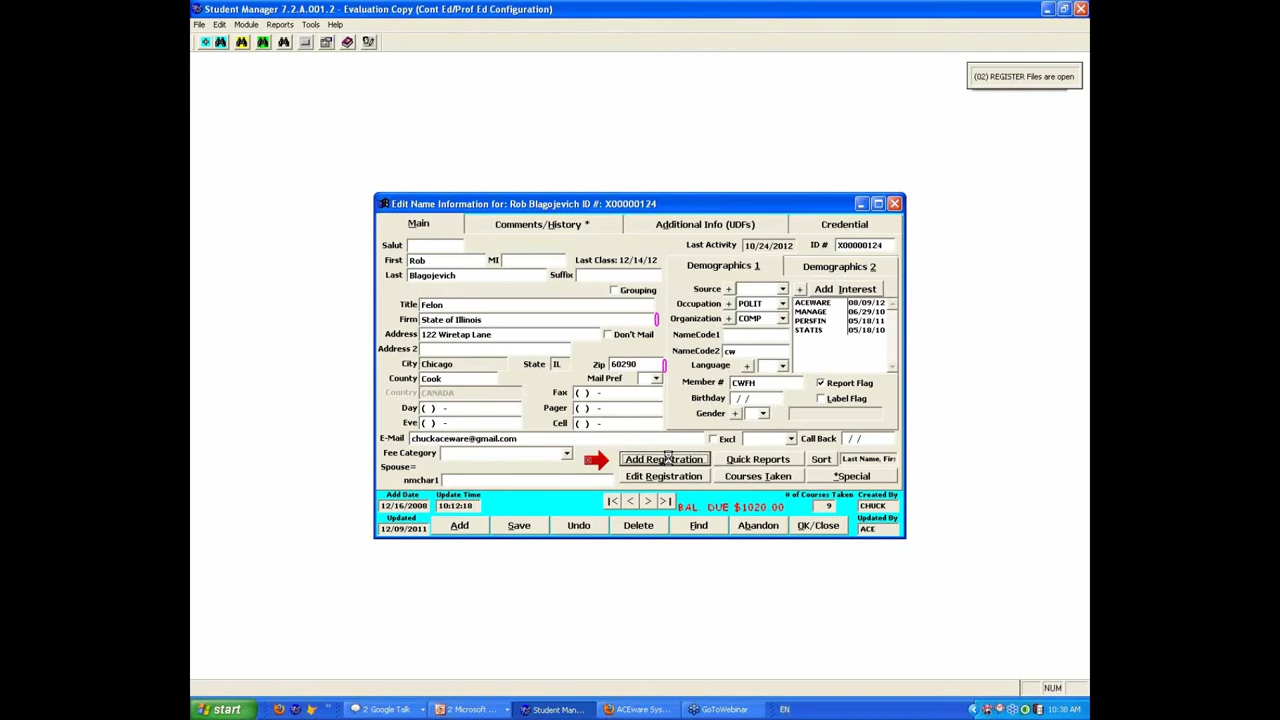 Student Manager 7.2.A.001.2 - Evaluation Copy (Cont Ed/Prof Ed Configuration)
File Edit Module Reports Tools Help
(02) REGISTER Files are open
Edit Name Information for: Rob Blagojevich ID #: X00000124
Main Comments/History * Additional Info (UDFs) Credential
Salut Last Activity 10/24/2012 ID # X00000124
First Rob MI Last Class: 12/14/12
Last Blagojevich Suffix
Demographics 1 Demographics 2
Grouping
Source + + Add Interest
Title Felon
Occupation + POLIT
ACEWARE 08/09/12
MANAGE 06/29/10
PERSFIN 05/18/11
STATIS 05/18/10
Firm State of Illinois
Organization + COMP
Address 122 Wiretap Lane Don't Mail
NameCode1
Address 2
NameCode2 cw
City Chicago State IL Zip 60290
Language +
County Cook Mail Pref
Member # CWFH Report Flag
Country CANADA Fax ( ) -
Birthday / / Label Flag
Day ( ) - Pager ( ) -
Gender +
Eve ( ) - Cell ( ) -
E-Mail chuckaceware@gmail.com Excl Call Back / /
Fee Category Add Registration Quick Reports Sort Last Name, Firs
Spouse=
Edit Registration Courses Taken *Special
nmchar1
Add Date Update Time # of Courses Taken Created By
12/16/2008 10:12:18 |< < > >| BAL. DUE $1020.00 9 CHUCK
Updated Updated By
12/09/2011 Add Save Undo Delete Find Abandon OK/Close ACE
NUM
start 2 Google Talk 2 Microsoft ... Student Man... ACEware Sys... GoToWebinar EN 10:38 AM